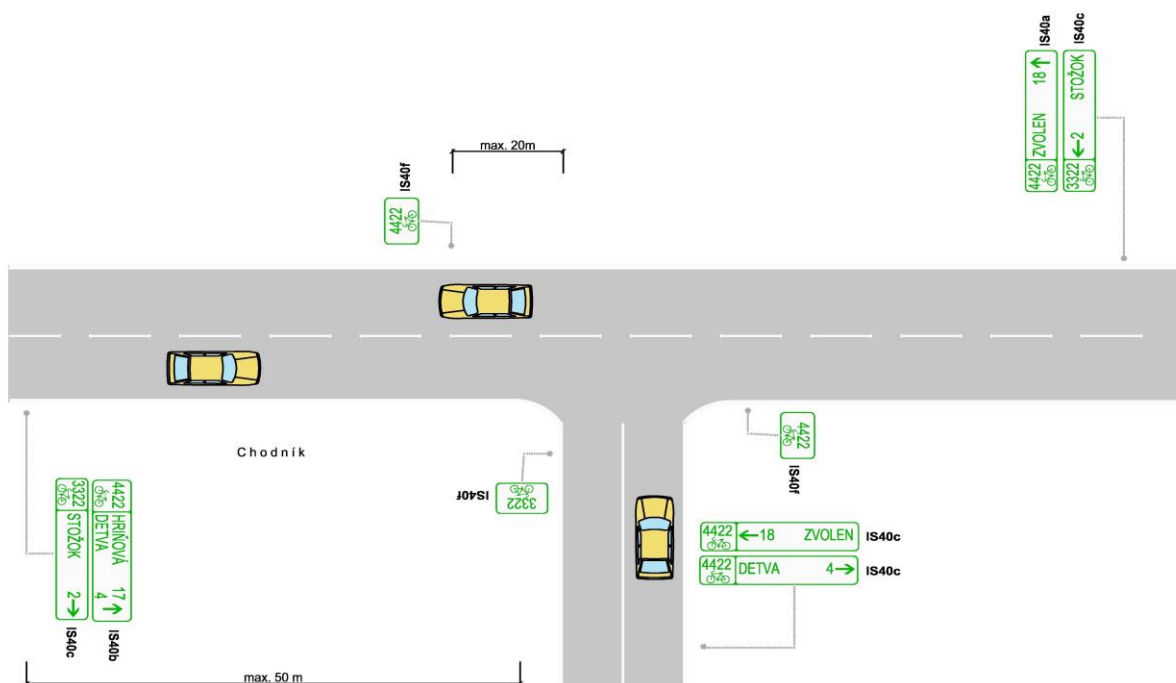 IS40a
IS40c
4422 ZVOLEN 18 ↑
3322 ← 2 STOŽOK
max. 20m
IS40f
4422
Chodník
4422
IS40f
3322
IS40f
4422 ← 18 ZVOLEN IS40c
4422 DETVA 4 → IS40c
3322 STOŽOK 2 →
4422 HRIŇOVÁ 17
DETVA 4 ↑
IS40c
IS40b
max. 50 m